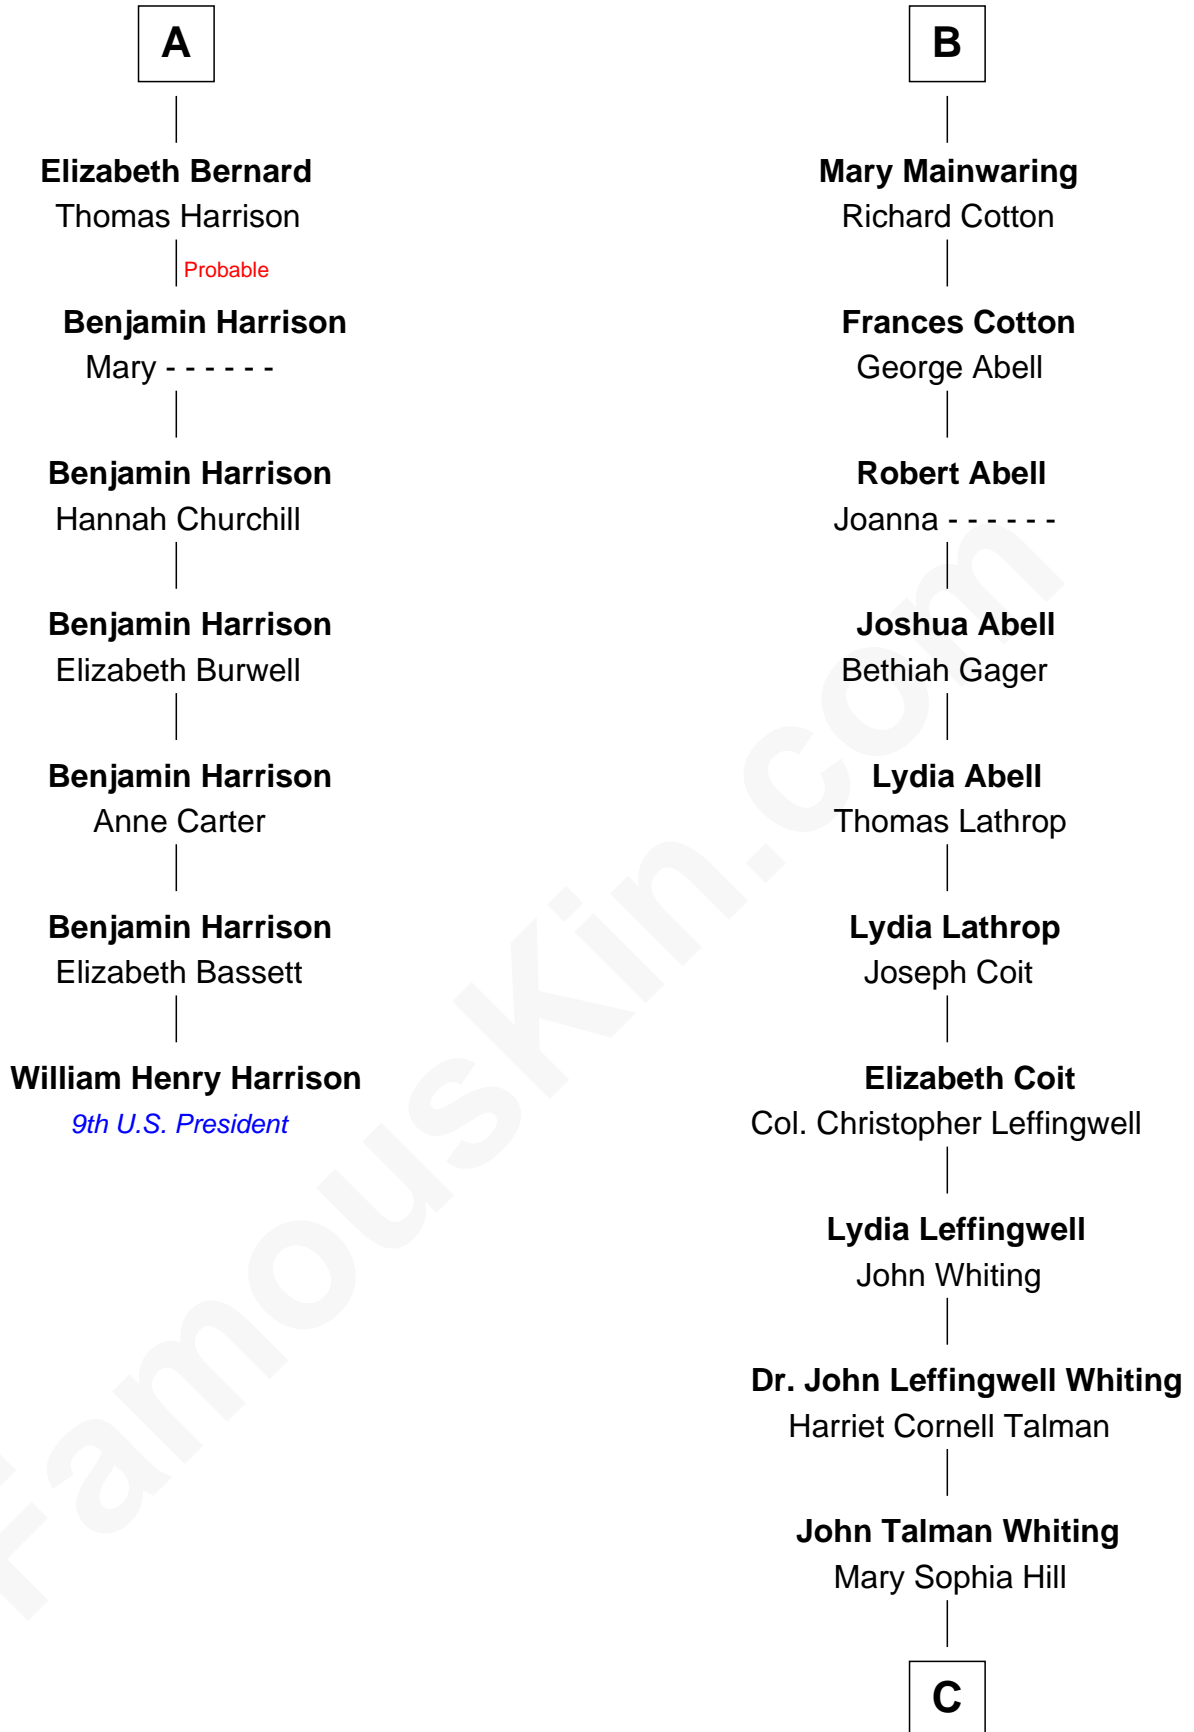 A
Elizabeth Bernard
Thomas Harrison
Probable
Benjamin Harrison
Mary - - - - - -
Benjamin Harrison
Hannah Churchill
Benjamin Harrison
Elizabeth Burwell
Benjamin Harrison
Anne Carter
Benjamin Harrison
Elizabeth Bassett
William Henry Harrison
9th U.S. President
B
Mary Mainwaring
Richard Cotton
Frances Cotton
George Abell
Robert Abell
Joanna - - - - - -
Joshua Abell
Bethiah Gager
Lydia Abell
Thomas Lathrop
Lydia Lathrop
Joseph Coit
Elizabeth Coit
Col. Christopher Leffingwell
Lydia Leffingwell
John Whiting
Dr. John Leffingwell Whiting
Harriet Cornell Talman
John Talman Whiting
Mary Sophia Hill
C
FamousKin.com